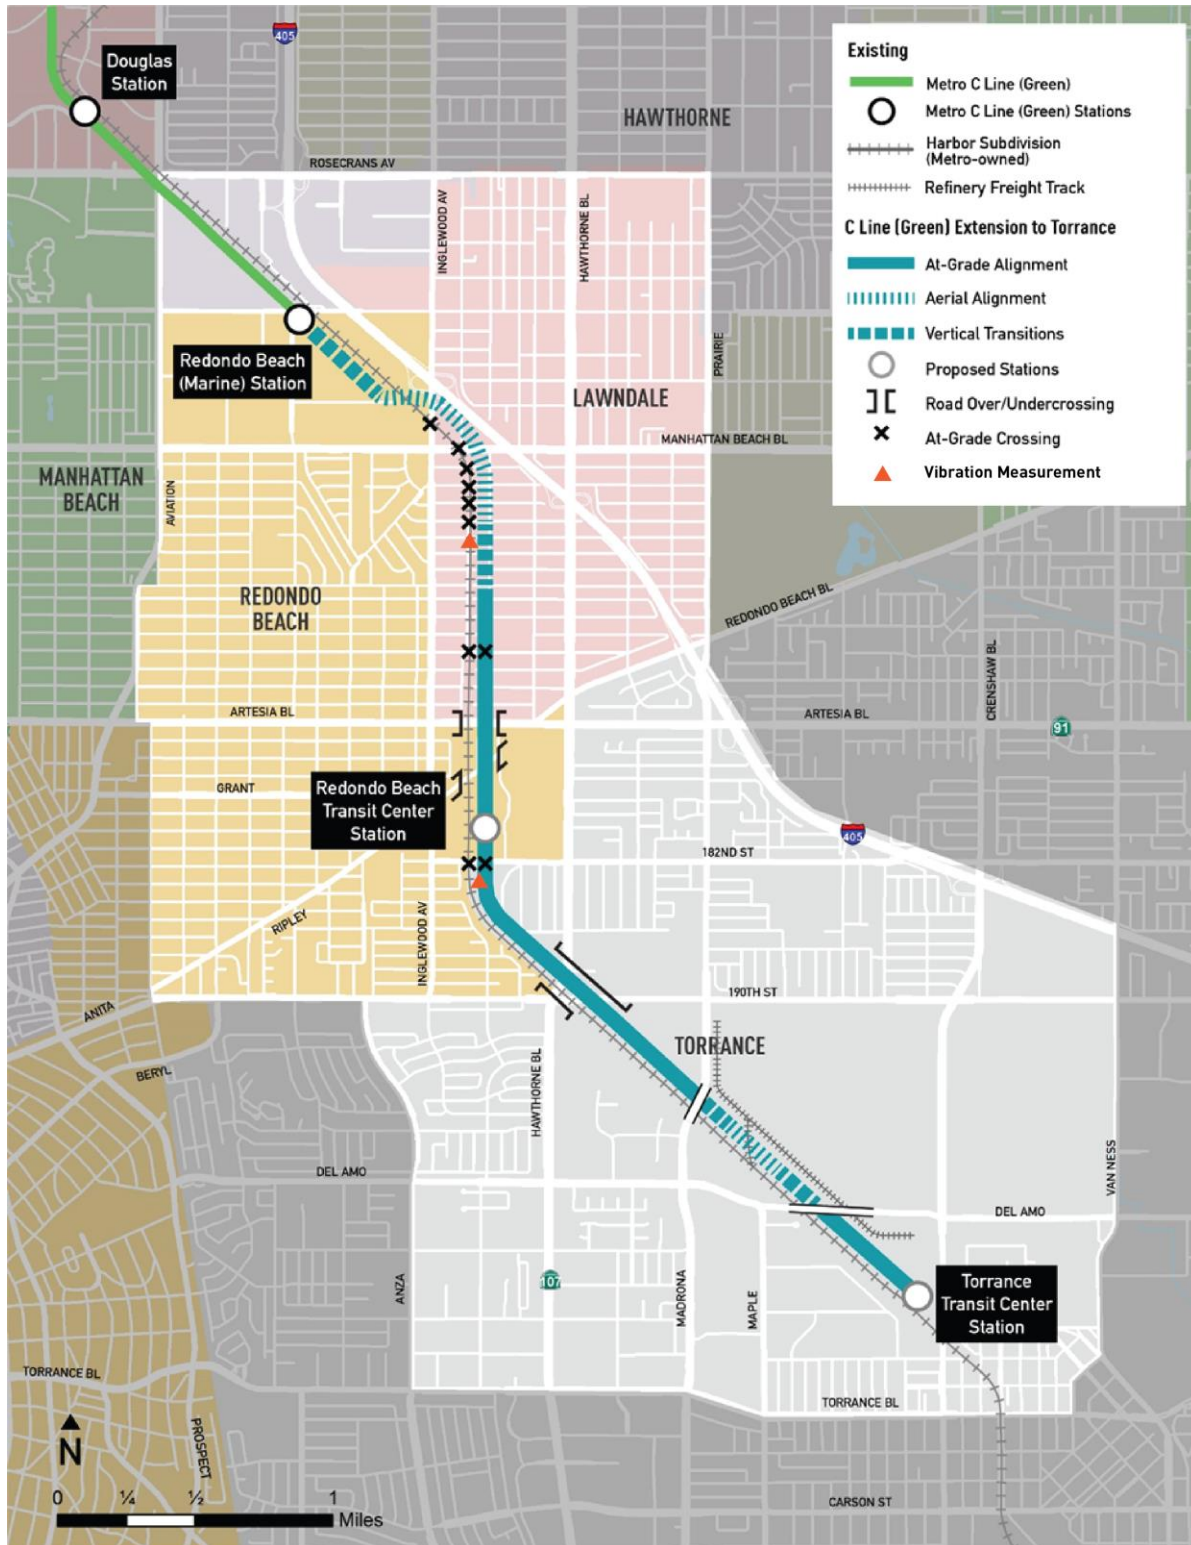 Douglas
Station
405
HAWTHORNE
ROSECRANS AV
INGLEWOOD AV
HAWTHORNE BL
PRAIRIE
Existing
Metro C Line (Green)
Metro C Line (Green) Stations
Harbor Subdivision
(Metro-owned)
Refinery Freight Track
C Line (Green) Extension to Torrance
At-Grade Alignment
Aerial Alignment
Vertical Transitions
Proposed Stations
Road Over/Undercrossing
At-Grade Crossing
Vibration Measurement
Redondo Beach
(Marine) Station
LAWNDALE
MANHATTAN BEACH BL
MANHATTAN
BEACH
AVIATION
REDONDO
BEACH
REDONDO BEACH BL
CRENSHAW BL
ARTESIA BL
ARTESIA BL
91
GRANT
Redondo Beach
Transit Center
Station
405
182ND ST
RIPLEY
INGLEWOOD AV
190TH ST
ANITA
TORRANCE
BERYL
HAWTHORNE BL
DEL AMO
VAN NESS
DEL AMO
ANZA
107
MADRONA
MAPLE
Torrance
Transit Center
Station
TORRANCE BL
TORRANCE BL
PROSPECT
N
CARSON ST
0 ¼ ½ 1
Miles